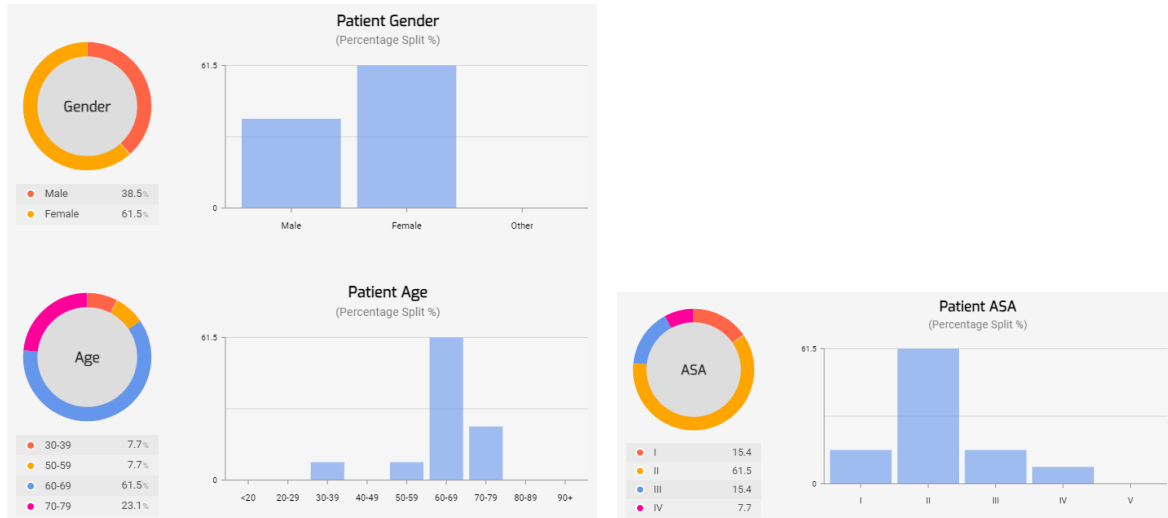 Patient Gender
(Percentage Split %)
Gender
Male 38.5%
Female 61.5%
61.5
0
Male Female Other
Patient Age
(Percentage Split %)
Age
30-39 7.7%
50-59 7.7%
60-69 61.5%
70-79 23.1%
61.5
0
<20 20-29 30-39 40-49 50-59 60-69 70-79 80-89 90+
Patient ASA
(Percentage Split %)
ASA
I 15.4
II 61.5
III 15.4
IV 7.7
61.5
0
I II III IV V